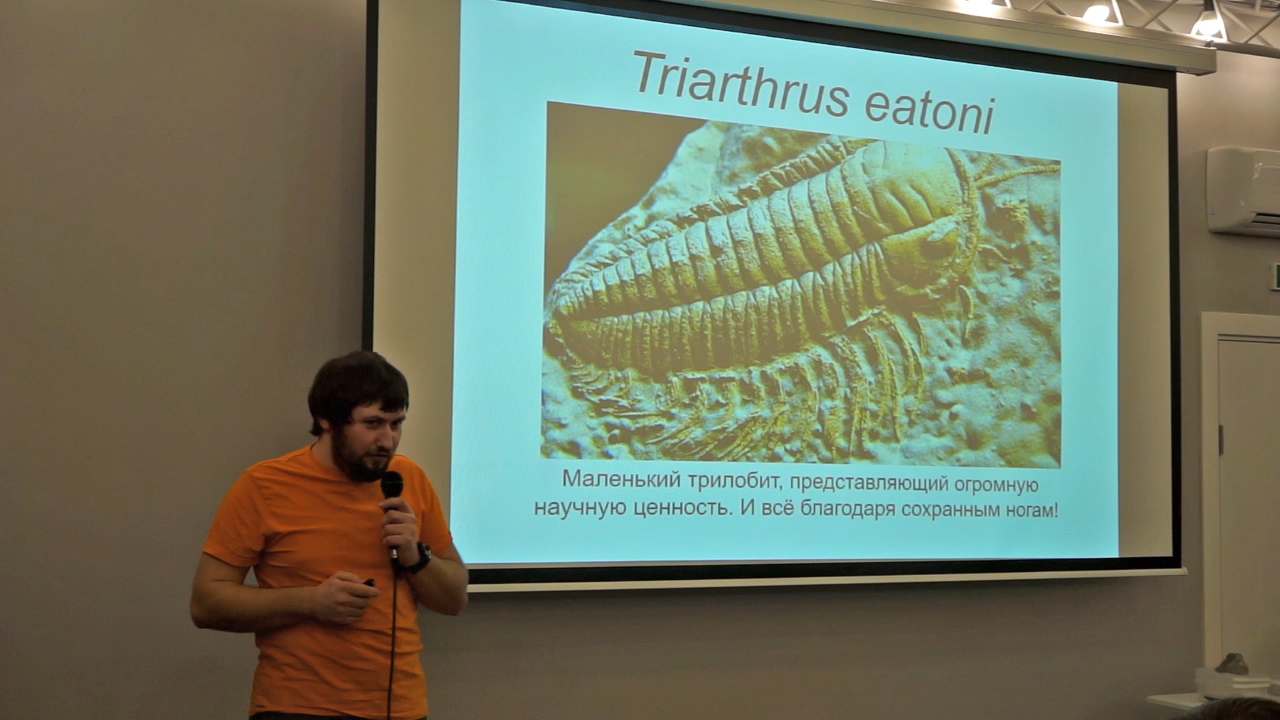 Triarthrus eatoni
Маленький трилобит, представляющий огромную
научную ценность. И всё благодаря сохранным ногам!